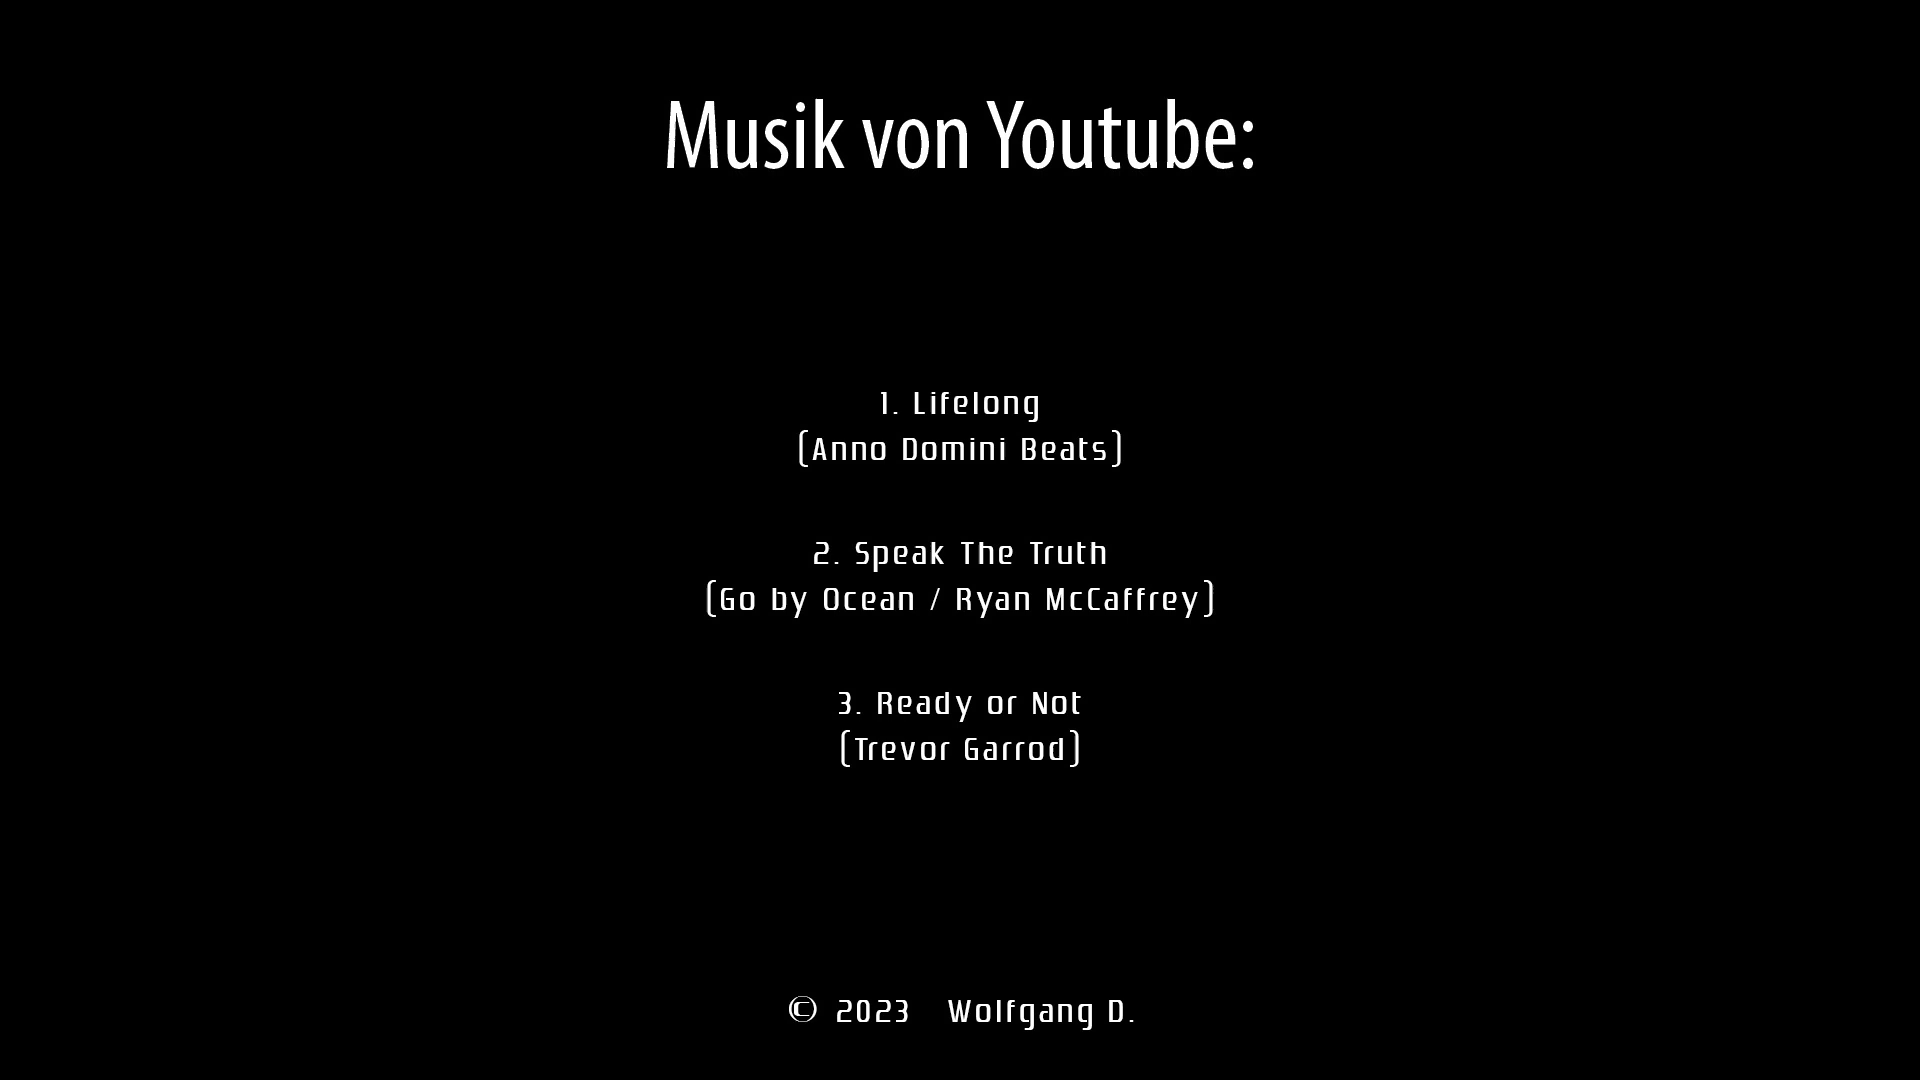 Musik von Youtube:
1. Lifelong
(Anno Domini Beats)
2. Speak The Truth
(Go by Ocean / Ryan McCaffrey)
3. Ready or Not
(Trevor Garrod)
© 2023 Wolfgang D.